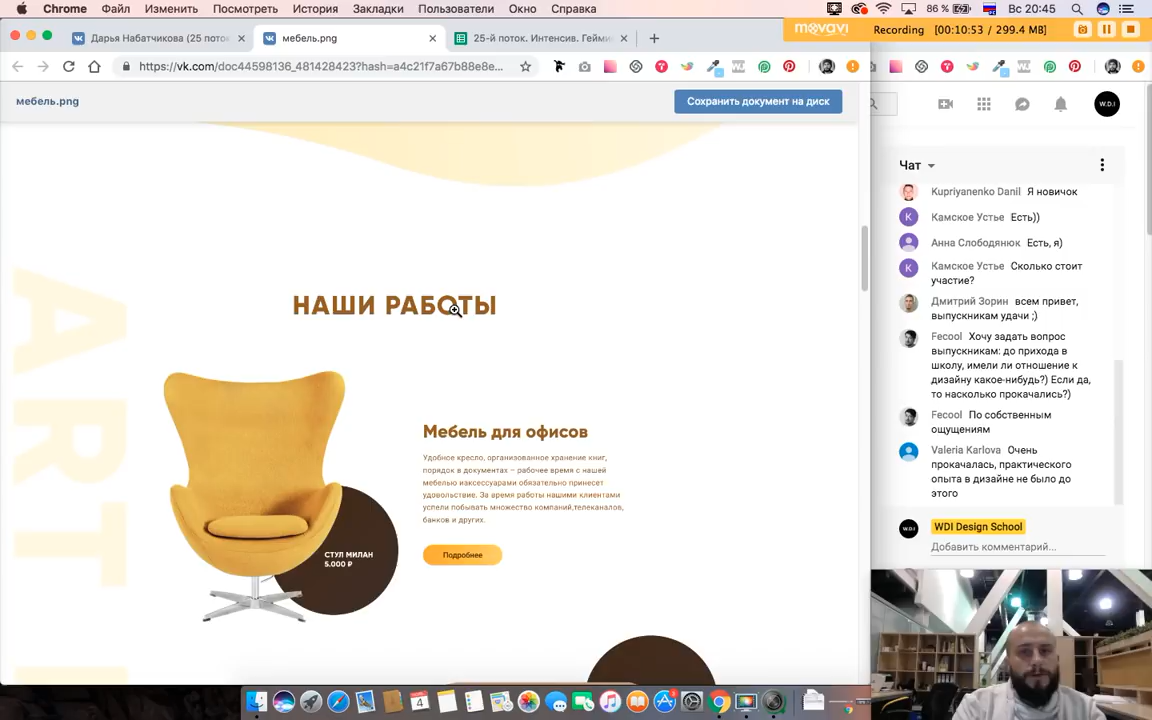 Chrome Файл Изменить Посмотреть История Закладки Пользователи Окно Справка 86 % Вс 20:45
Дарья Набатчикова (25 поток
мебель.png
25-й поток. Интенсив. Гейми
movavi Recording 00:10:53 / 299.4 MB
https://vk.com/doc44598136_481428423?hash=a4c21f7a67b88e8e...
мебель.png
Сохранить документ на диск
НАШИ РАБОТЫ
ART
Мебель для офисов
Удобное кресло, организованное хранение книг,
порядок в документах – рабочее время с нашей
мебелью иаксессуарами обязательно принесет
удовольствие. За время работы нашими клиентами
успели побывать множество компаний,телеканалов,
банков и других.
Подробнее
СТУЛ МИЛАН
5.000 ₽
W.D.I
Чат
Kupriyanenko Danil Я новичок
К Камское Устье Есть))
Анна Слободянюк Есть, я)
К Камское Устье Сколько стоит
участие?
Дмитрий Зорин всем привет,
выпускникам удачи ;)
Fecool Хочу задать вопрос
выпускникам: до прихода в
школу, имели ли отношение к
дизайну какое-нибудь?) Если да,
то насколько прокачались?)
Fecool По собственным
ощущениям
Valeria Karlova Очень
прокачалась, практического
опыта в дизайне не было до
этого
W.D.I WDI Design School
Добавить комментарий...